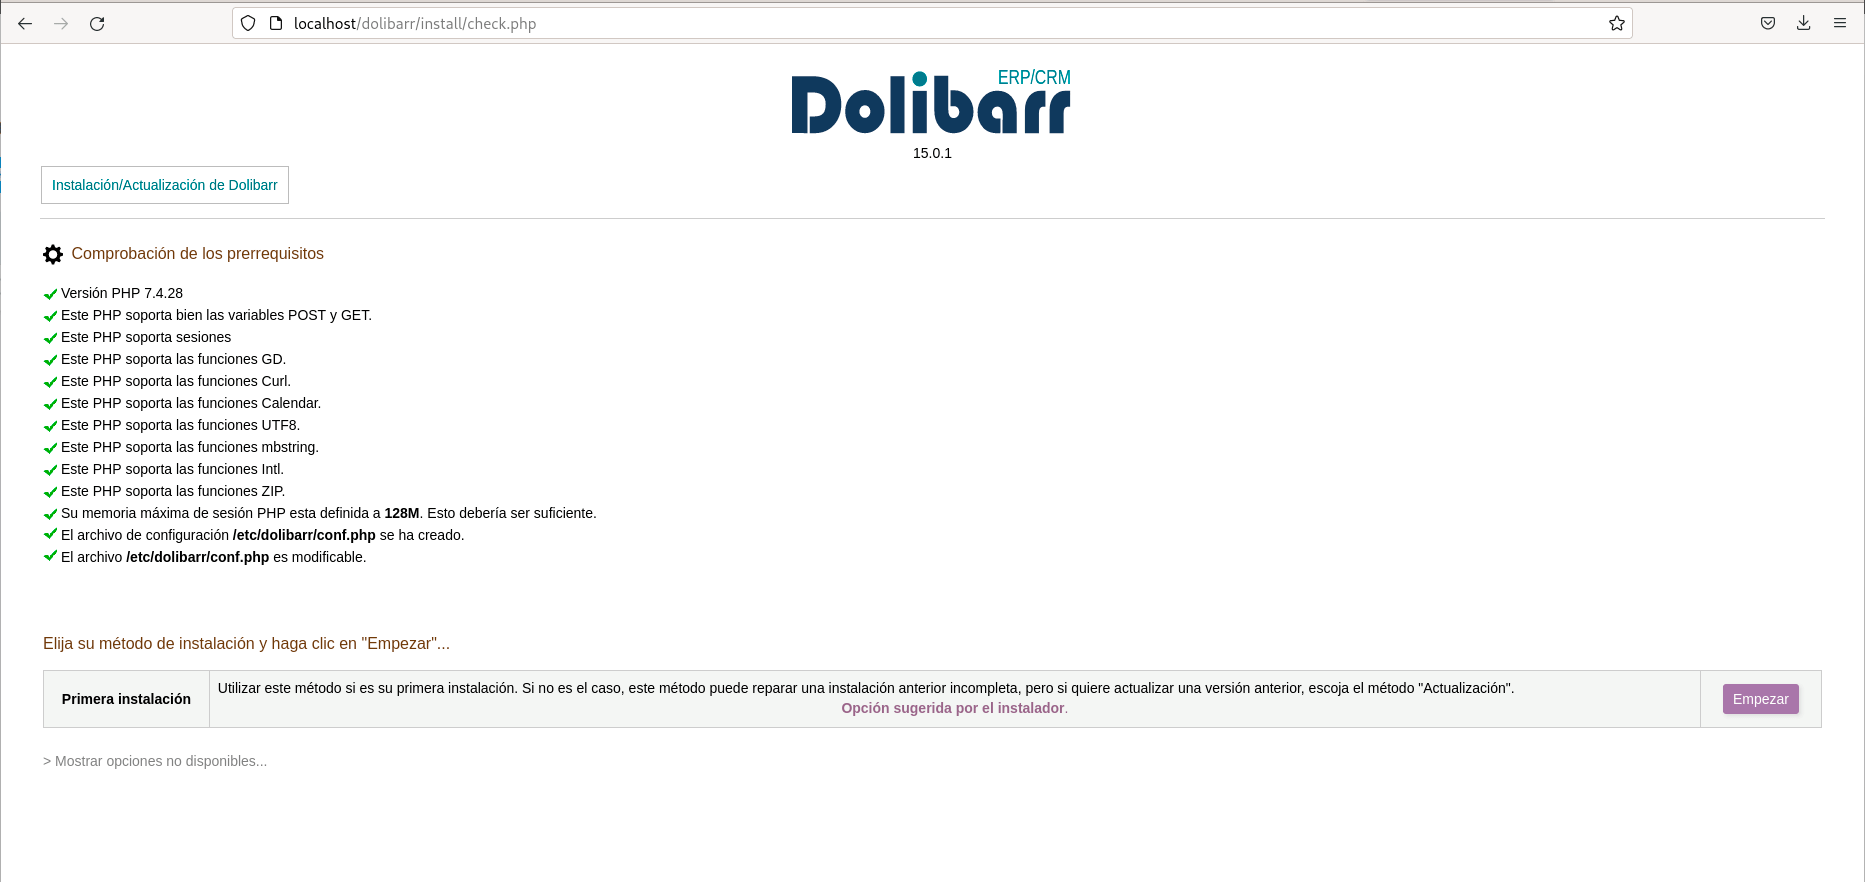 localhost/dolibarr/install/check.php
ERP/CRM
Dolibarr
15.0.1
Instalación/Actualización de Dolibarr
Comprobación de los prerrequisitos
Versión PHP 7.4.28
Este PHP soporta bien las variables POST y GET.
Este PHP soporta sesiones
Este PHP soporta las funciones GD.
Este PHP soporta las funciones Curl.
Este PHP soporta las funciones Calendar.
Este PHP soporta las funciones UTF8.
Este PHP soporta las funciones mbstring.
Este PHP soporta las funciones Intl.
Este PHP soporta las funciones ZIP.
Su memoria máxima de sesión PHP esta definida a 128M. Esto debería ser suficiente.
El archivo de configuración /etc/dolibarr/conf.php se ha creado.
El archivo /etc/dolibarr/conf.php es modificable.
Elija su método de instalación y haga clic en "Empezar"...
Primera instalación
Utilizar este método si es su primera instalación. Si no es el caso, este método puede reparar una instalación anterior incompleta, pero si quiere actualizar una versión anterior, escoja el método "Actualización".
Opción sugerida por el instalador.
Empezar
> Mostrar opciones no disponibles...